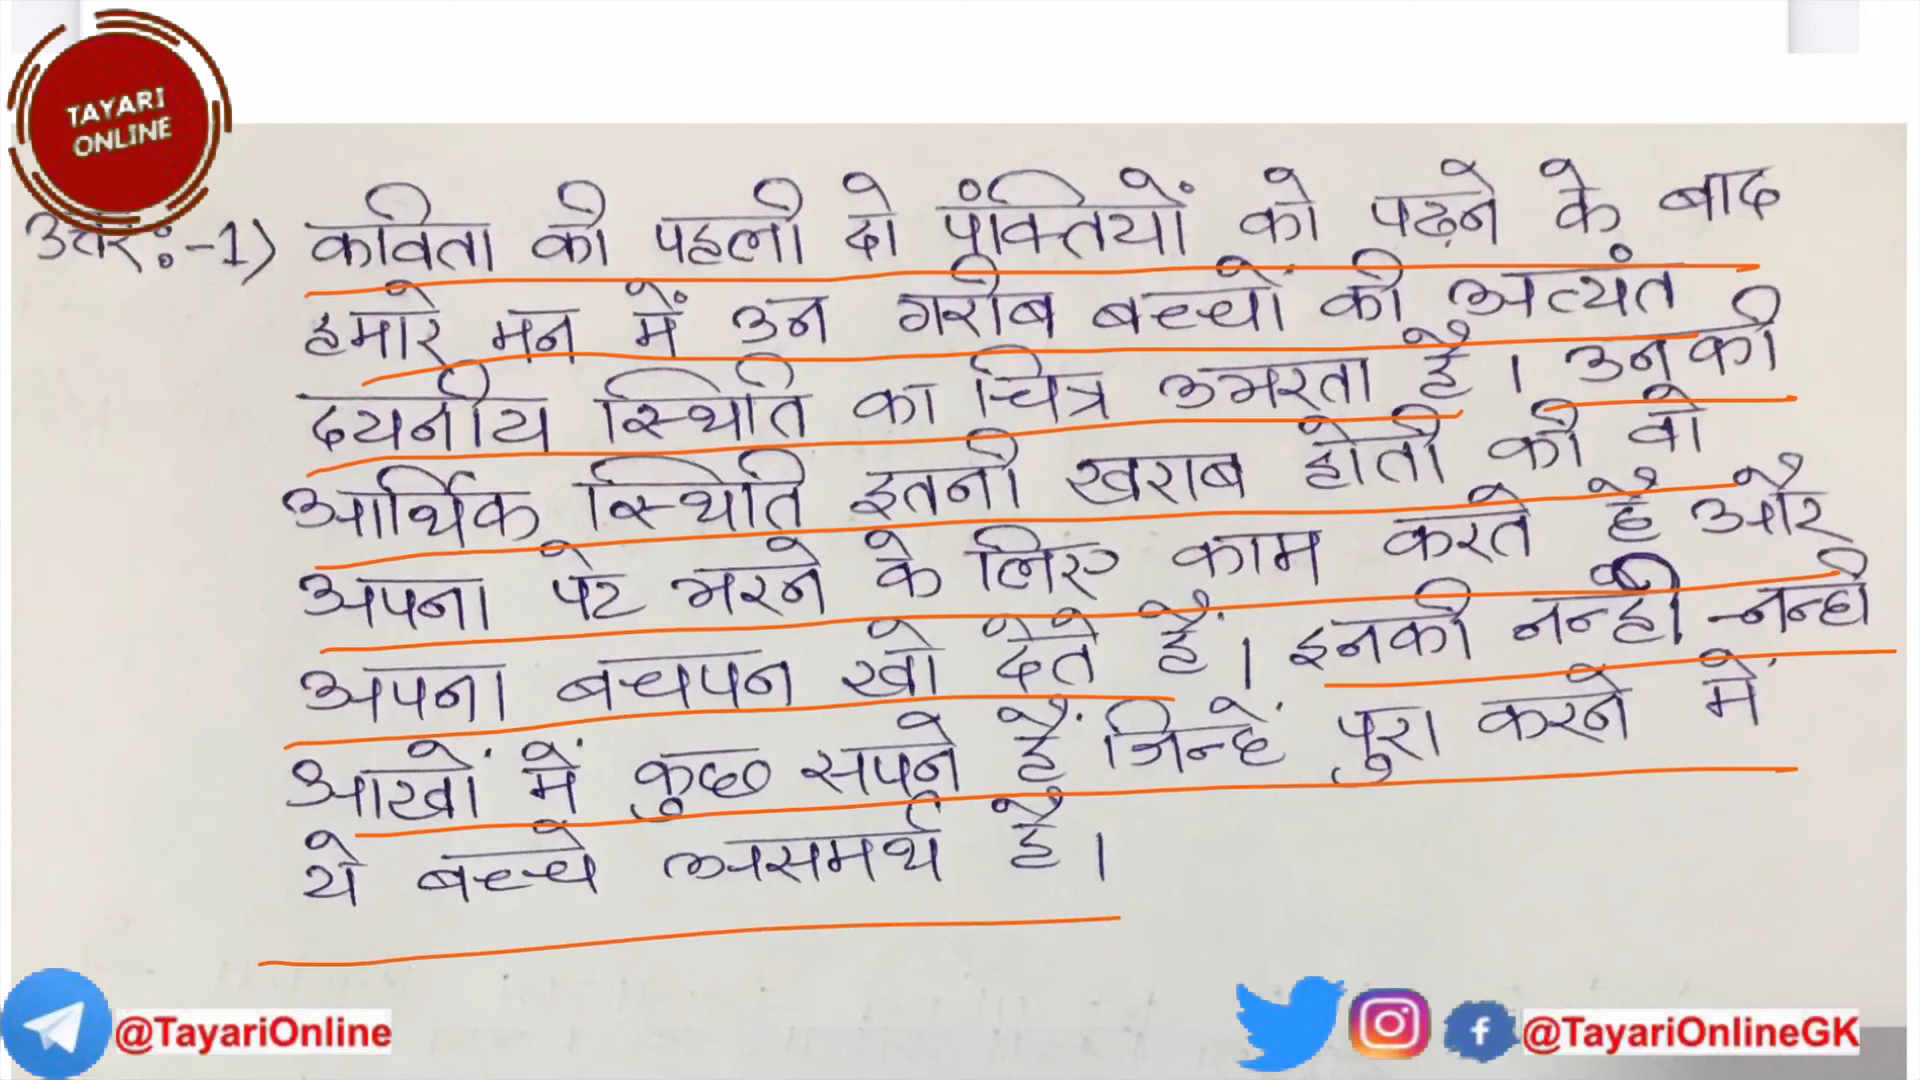 TAYARI
ONLINE
उत्तर:-1) कविता की पहली दो पंक्तियों को पढ़ने के बाद
हमारे मन में उन गरीब बच्चों की अत्यंत
दयनीय स्थिति का चित्र उभरता है। उनकी
आर्थिक स्थिति इतनी खराब होती की वो
अपना पेट भरने के लिए काम करते है और
अपना बचपन खो देते हैं। इनकी नन्ही-नन्ही
आखों में कुछ सपने हैं जिन्हें पुरा करने में
ये बच्चे असमर्थ है।
@TayariOnline
@TayariOnlineGK